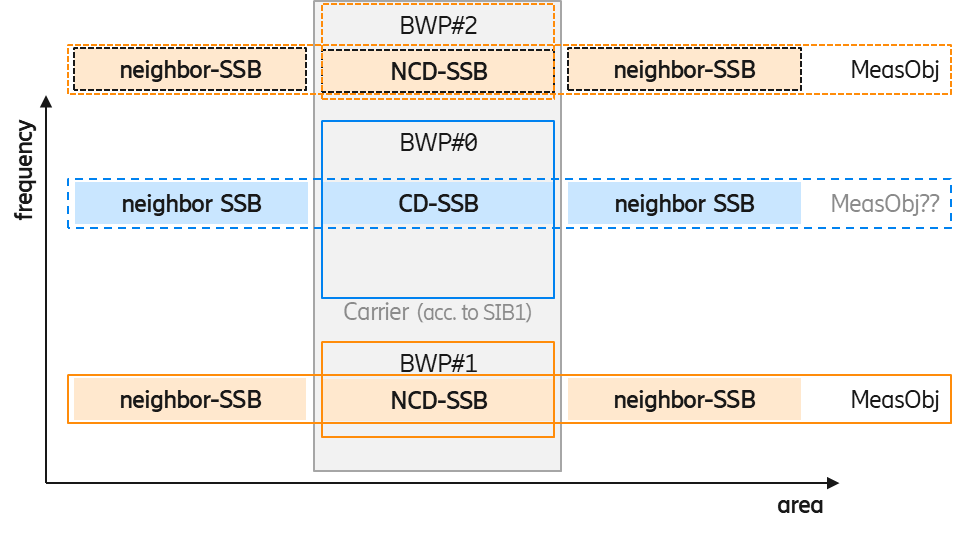 BWP#2
neighbor-SSB
NCD-SSB
neighbor-SSB
MeasObj
BWP#0
frequency
neighbor SSB
CD-SSB
neighbor SSB
MeasObj??
Carrier (acc. to SIB1)
BWP#1
neighbor-SSB
NCD-SSB
neighbor-SSB
MeasObj
area